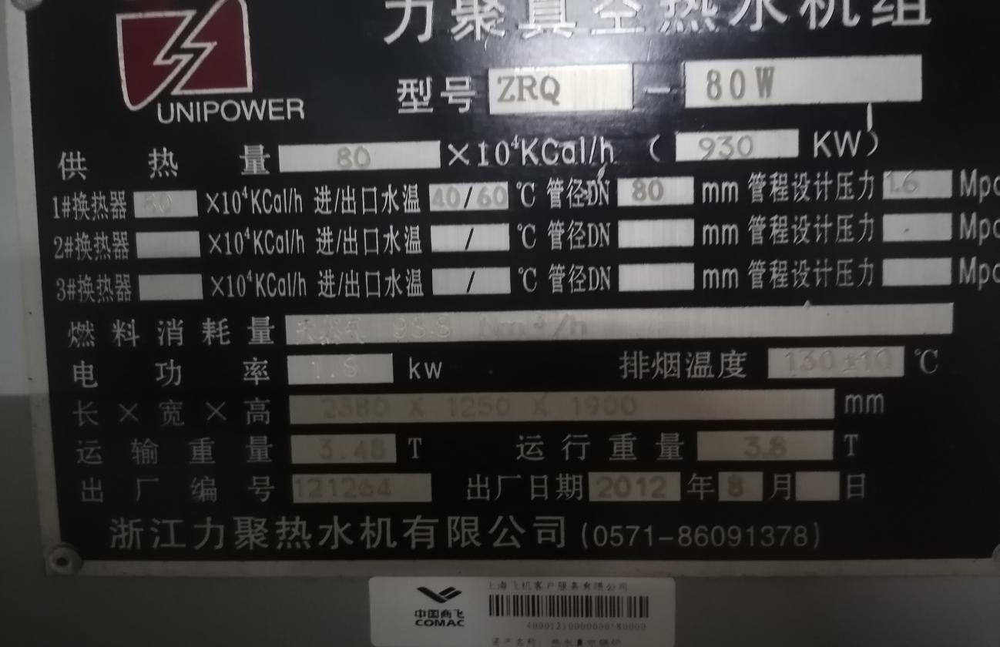 力聚真空热水机组
UNIPOWER
型号 ZRQ - 80W
供热量 80 ×10⁴KCal/h ( 930 KW)
1#换热器 80 ×10⁴KCal/h 进/出口水温 40/60 ℃ 管径DN 80 mm 管程设计压力 1.6 Mpa
2#换热器 ×10⁴KCal/h 进/出口水温 / ℃ 管径DN mm 管程设计压力 - Mpa
3#换热器 ×10⁴KCal/h 进/出口水温 / ℃ 管径DN mm 管程设计压力 Mpa
燃料消耗量 天然气 Nm³/h
电功率 kw 排烟温度 130±10 ℃
长×宽×高 2380 X 1250 X 1900 mm
运输重量 3.48 T 运行重量 3.8 T
出厂编号 121264 出厂日期 2012 年 8 月 日
浙江力聚热水机有限公司(0571-86091378)
上海飞机客户服务有限公司
中国商飞
COMAC
资产名称: